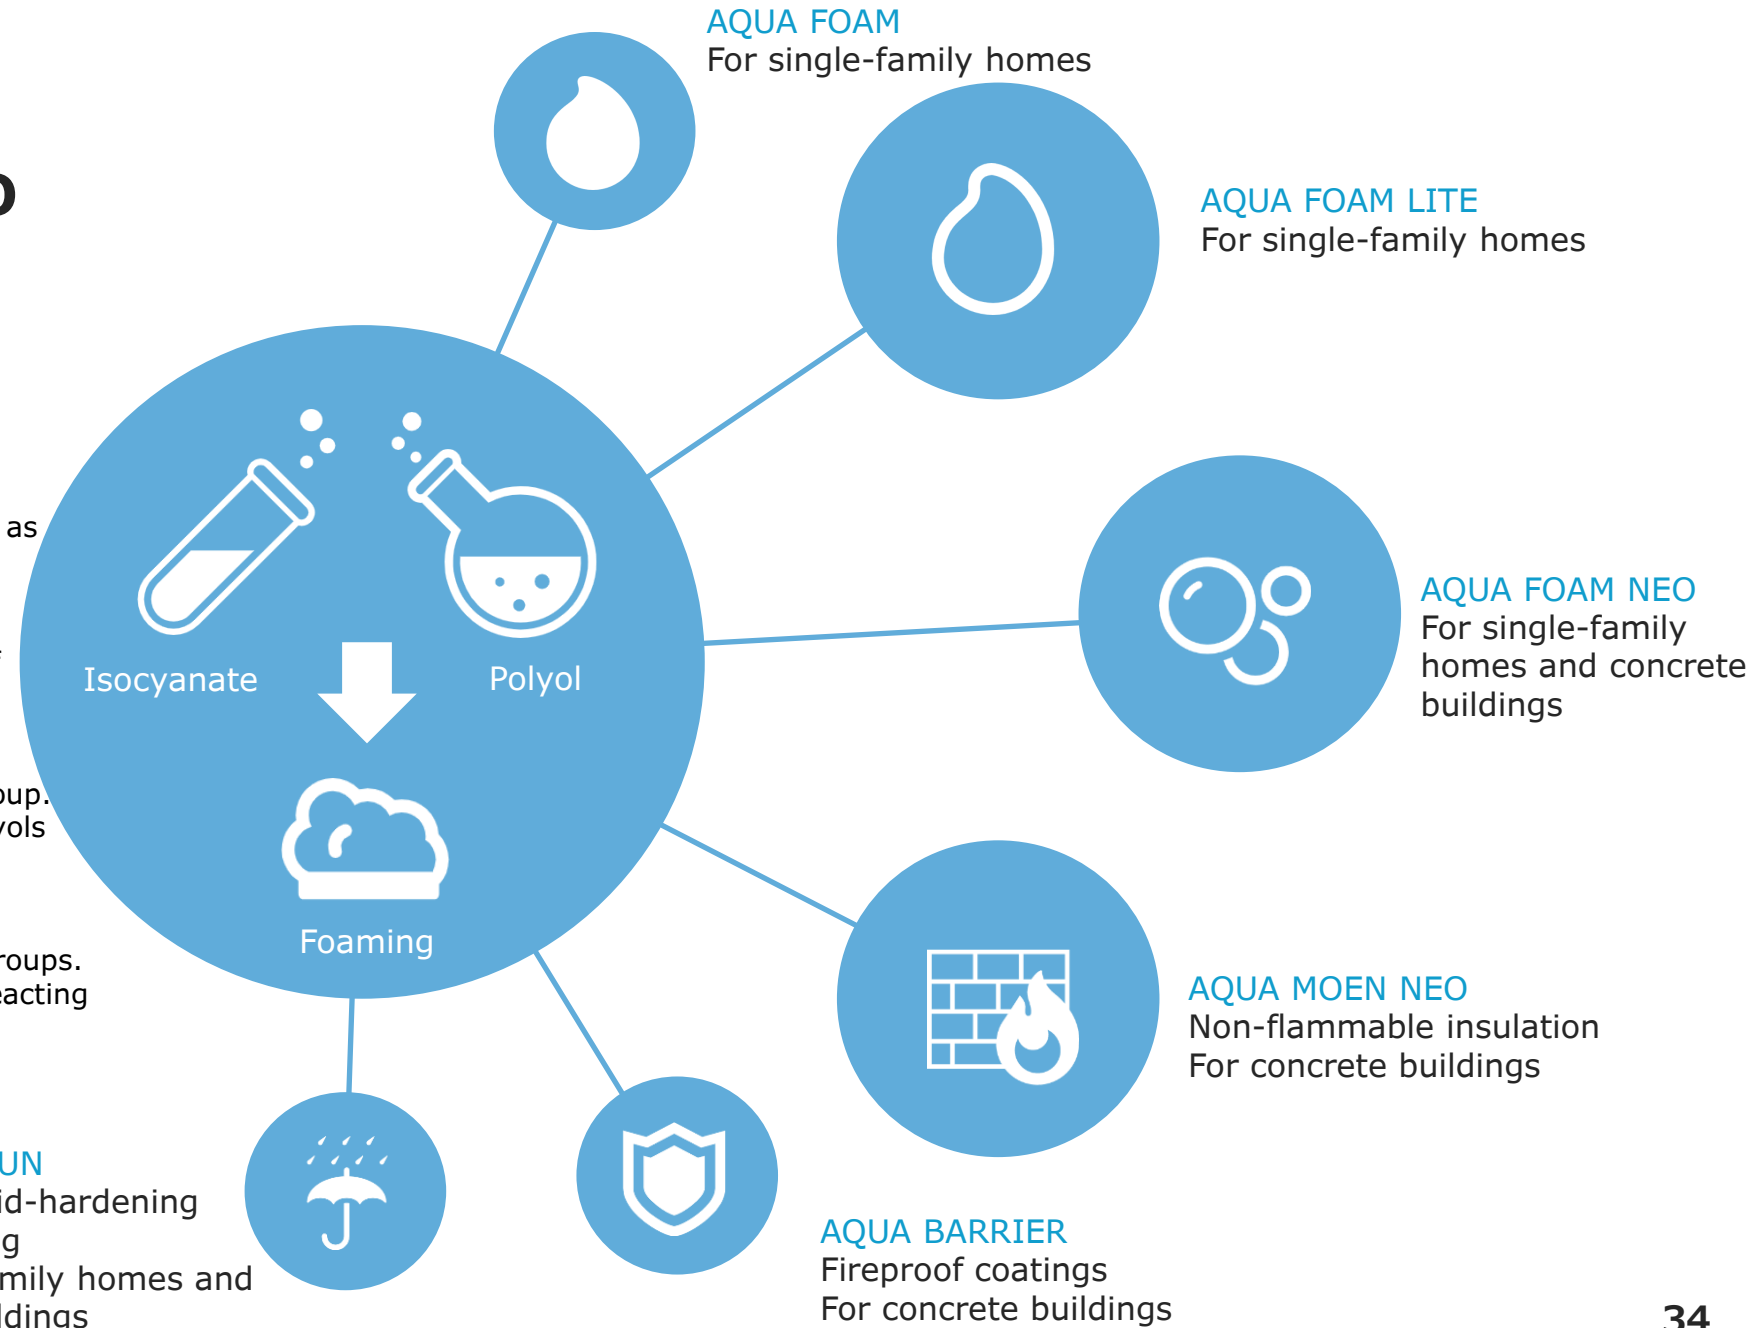 AQUA FOAM
For single-family homes
AQUA FOAM LITE
For single-family homes
as
Isocyanate
Polyol
Foaming
AQUA FOAM NEO
For single-family
homes and concrete
buildings
AQUA MOEN NEO
Non-flammable insulation
For concrete buildings
UN
id-hardening
g
mily homes and
ldings
oup.
yols
roups.
eacting
AQUA BARRIER
Fireproof coatings
For concrete buildings
34